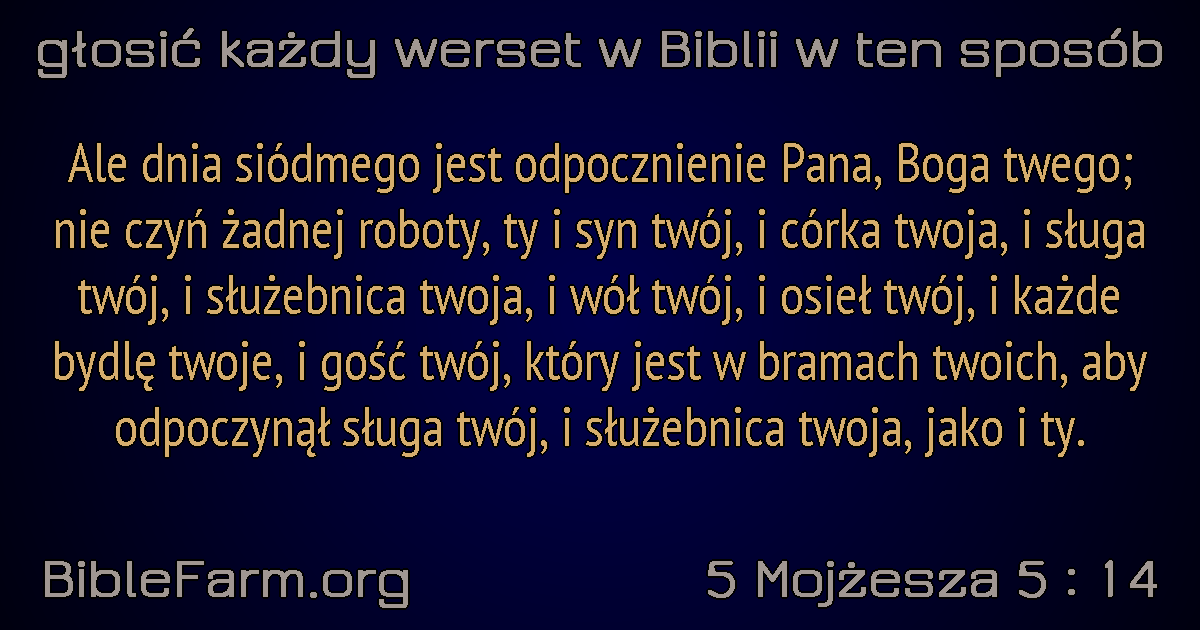 głosić każdy werset w Biblii w ten sposób
Ale dnia siódmego jest odpocznienie Pana, Boga twego;
nie czyń żadnej roboty, ty i syn twój, i córka twoja, i sługa
twój, i służebnica twoja, i wół twój, i osieł twój, i każde
bydlę twoje, i gość twój, który jest w bramach twoich, aby
odpoczynął sługa twój, i służebnica twoja, jako i ty.
BibleFarm.org
5 Mojżesza 5 : 14